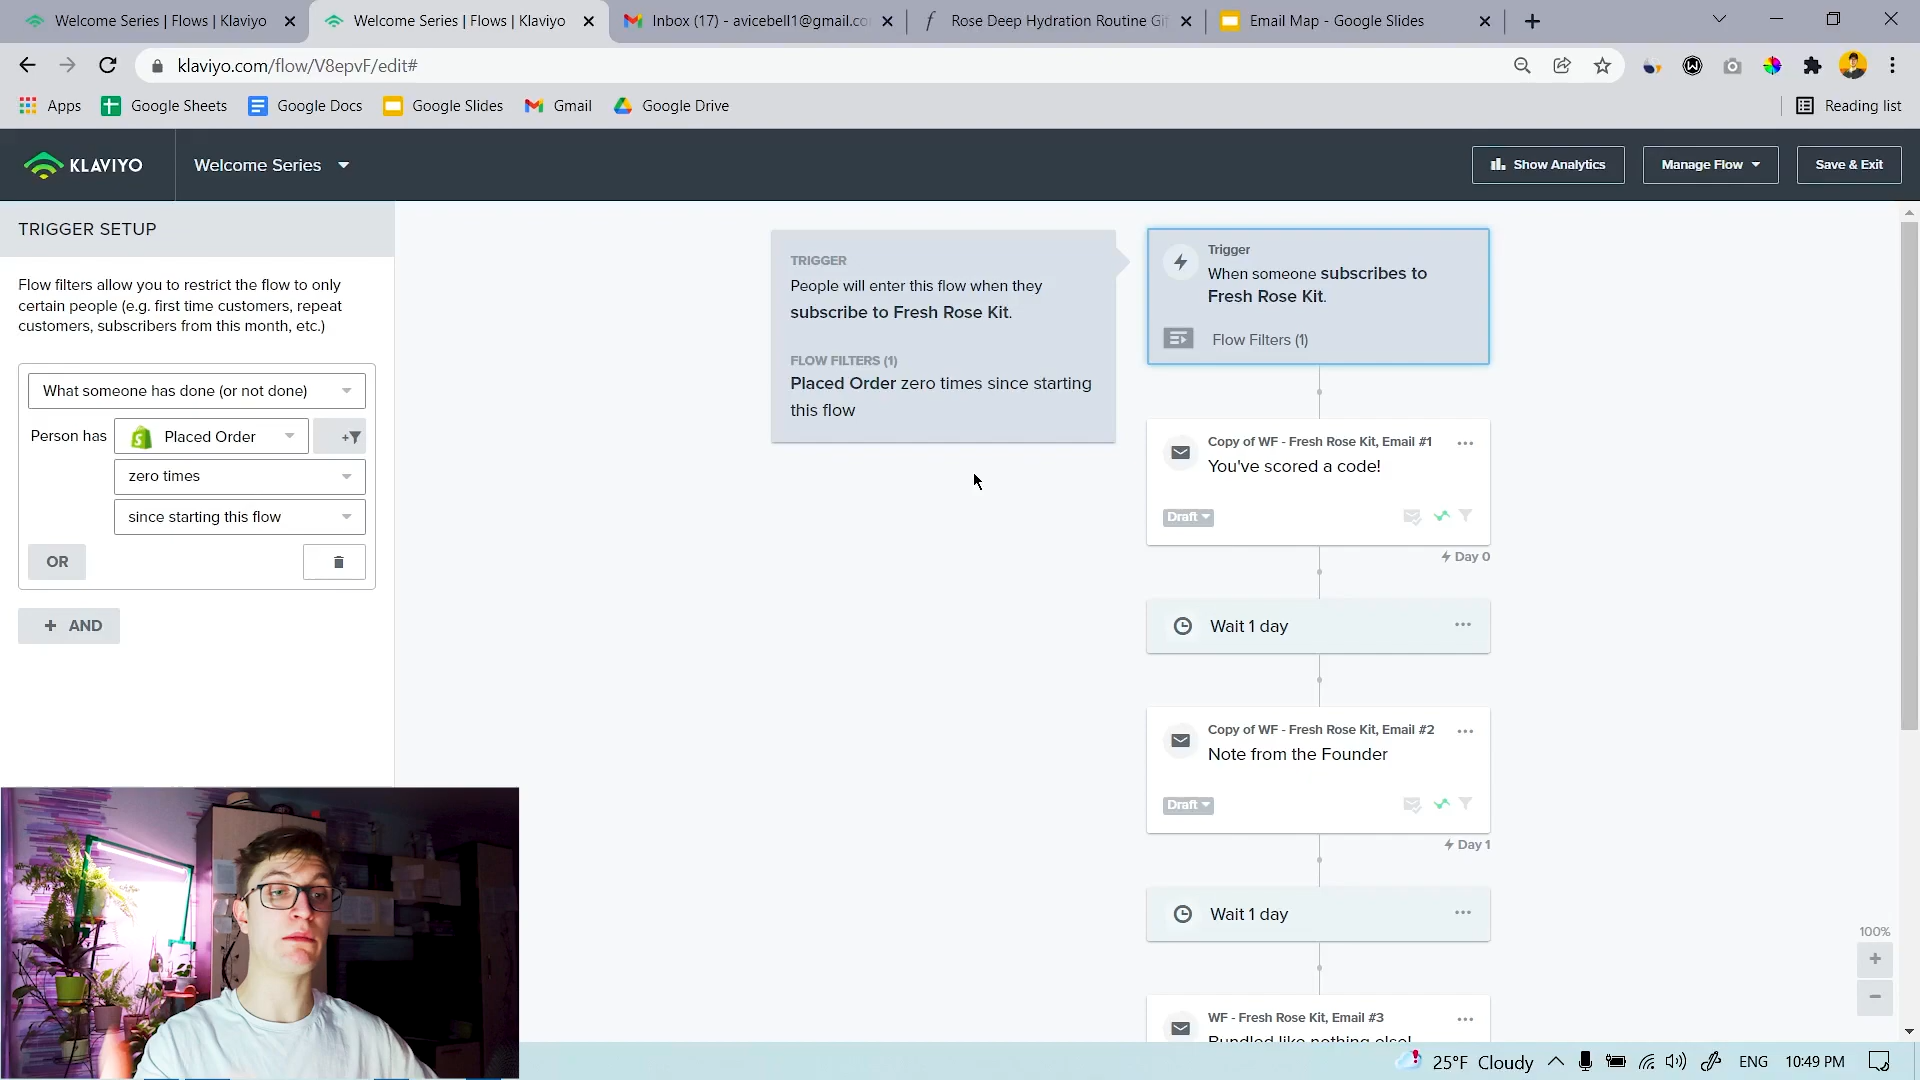 Welcome Series | Flows | Klaviyo
Welcome Series | Flows | Klaviyo
Inbox (17) - avicebell1@gmail.co
Rose Deep Hydration Routine Gi
Email Map - Google Slides
klaviyo.com/flow/V8epvF/edit#
Apps
Google Sheets
Google Docs
Google Slides
Gmail
Google Drive
Reading list
KLAVIYO
Welcome Series
Show Analytics
Manage Flow
Save & Exit
TRIGGER SETUP
Flow filters allow you to restrict the flow to only
certain people (e.g. first time customers, repeat
customers, subscribers from this month, etc.)
What someone has done (or not done)
Person has
Placed Order
zero times
since starting this flow
OR
+ AND
TRIGGER
People will enter this flow when they
subscribe to Fresh Rose Kit.
FLOW FILTERS (1)
Placed Order zero times since starting
this flow
Trigger
When someone subscribes to
Fresh Rose Kit.
Flow Filters (1)
Copy of WF - Fresh Rose Kit, Email #1
You've scored a code!
Draft
Day 0
Wait 1 day
Copy of WF - Fresh Rose Kit, Email #2
Note from the Founder
Draft
Day 1
Wait 1 day
WF - Fresh Rose Kit, Email #3
Bundled like nothing else!
100%
+
−
25°F Cloudy
ENG
10:49 PM